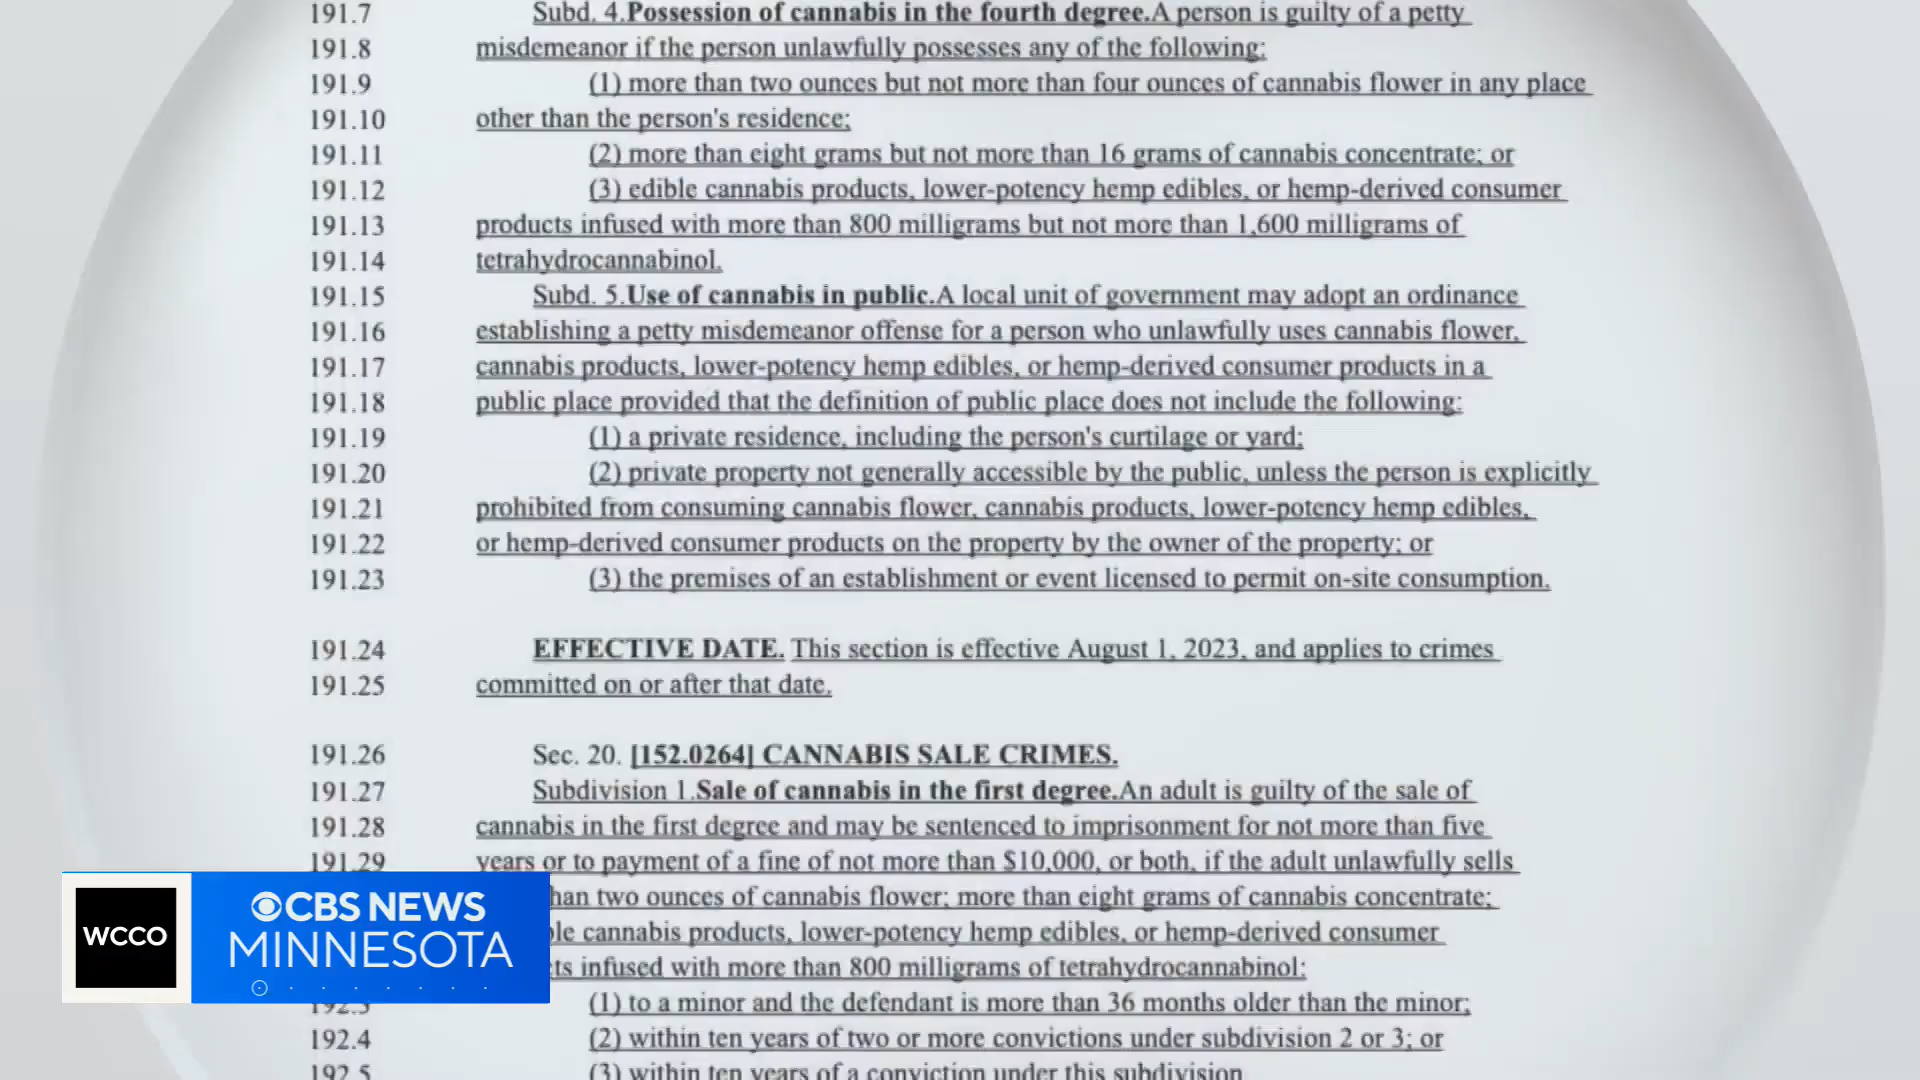 191.7 Subd. 4.Possession of cannabis in the fourth degree.A person is guilty of a petty
191.8 misdemeanor if the person unlawfully possesses any of the following:
191.9 (1) more than two ounces but not more than four ounces of cannabis flower in any place
191.10 other than the person's residence;
191.11 (2) more than eight grams but not more than 16 grams of cannabis concentrate; or
191.12 (3) edible cannabis products, lower-potency hemp edibles, or hemp-derived consumer
191.13 products infused with more than 800 milligrams but not more than 1,600 milligrams of
191.14 tetrahydrocannabinol.
191.15 Subd. 5.Use of cannabis in public.A local unit of government may adopt an ordinance
191.16 establishing a petty misdemeanor offense for a person who unlawfully uses cannabis flower,
191.17 cannabis products, lower-potency hemp edibles, or hemp-derived consumer products in a
191.18 public place provided that the definition of public place does not include the following:
191.19 (1) a private residence, including the person's curtilage or yard;
191.20 (2) private property not generally accessible by the public, unless the person is explicitly
191.21 prohibited from consuming cannabis flower, cannabis products, lower-potency hemp edibles,
191.22 or hemp-derived consumer products on the property by the owner of the property; or
191.23 (3) the premises of an establishment or event licensed to permit on-site consumption.
191.24 EFFECTIVE DATE. This section is effective August 1, 2023, and applies to crimes
191.25 committed on or after that date.
191.26 Sec. 20. [152.0264] CANNABIS SALE CRIMES.
191.27 Subdivision 1.Sale of cannabis in the first degree.An adult is guilty of the sale of
191.28 cannabis in the first degree and may be sentenced to imprisonment for not more than five
191.29 years or to payment of a fine of not more than $10,000, or both, if the adult unlawfully sells
han two ounces of cannabis flower; more than eight grams of cannabis concentrate;
le cannabis products, lower-potency hemp edibles, or hemp-derived consumer
ts infused with more than 800 milligrams of tetrahydrocannabinol:
192.3 (1) to a minor and the defendant is more than 36 months older than the minor;
192.4 (2) within ten years of two or more convictions under subdivision 2 or 3; or
192.5 (3) within ten years of a conviction under this subdivision.
WCCO
CBS NEWS
MINNESOTA